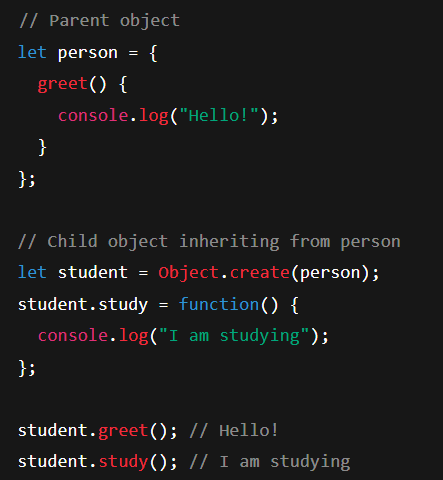 // Parent object
let person = {
  greet() {
    console.log("Hello!");
  }
};

// Child object inheriting from person
let student = Object.create(person);
student.study = function() {
  console.log("I am studying");
};

student.greet(); // Hello!
student.study(); // I am studying